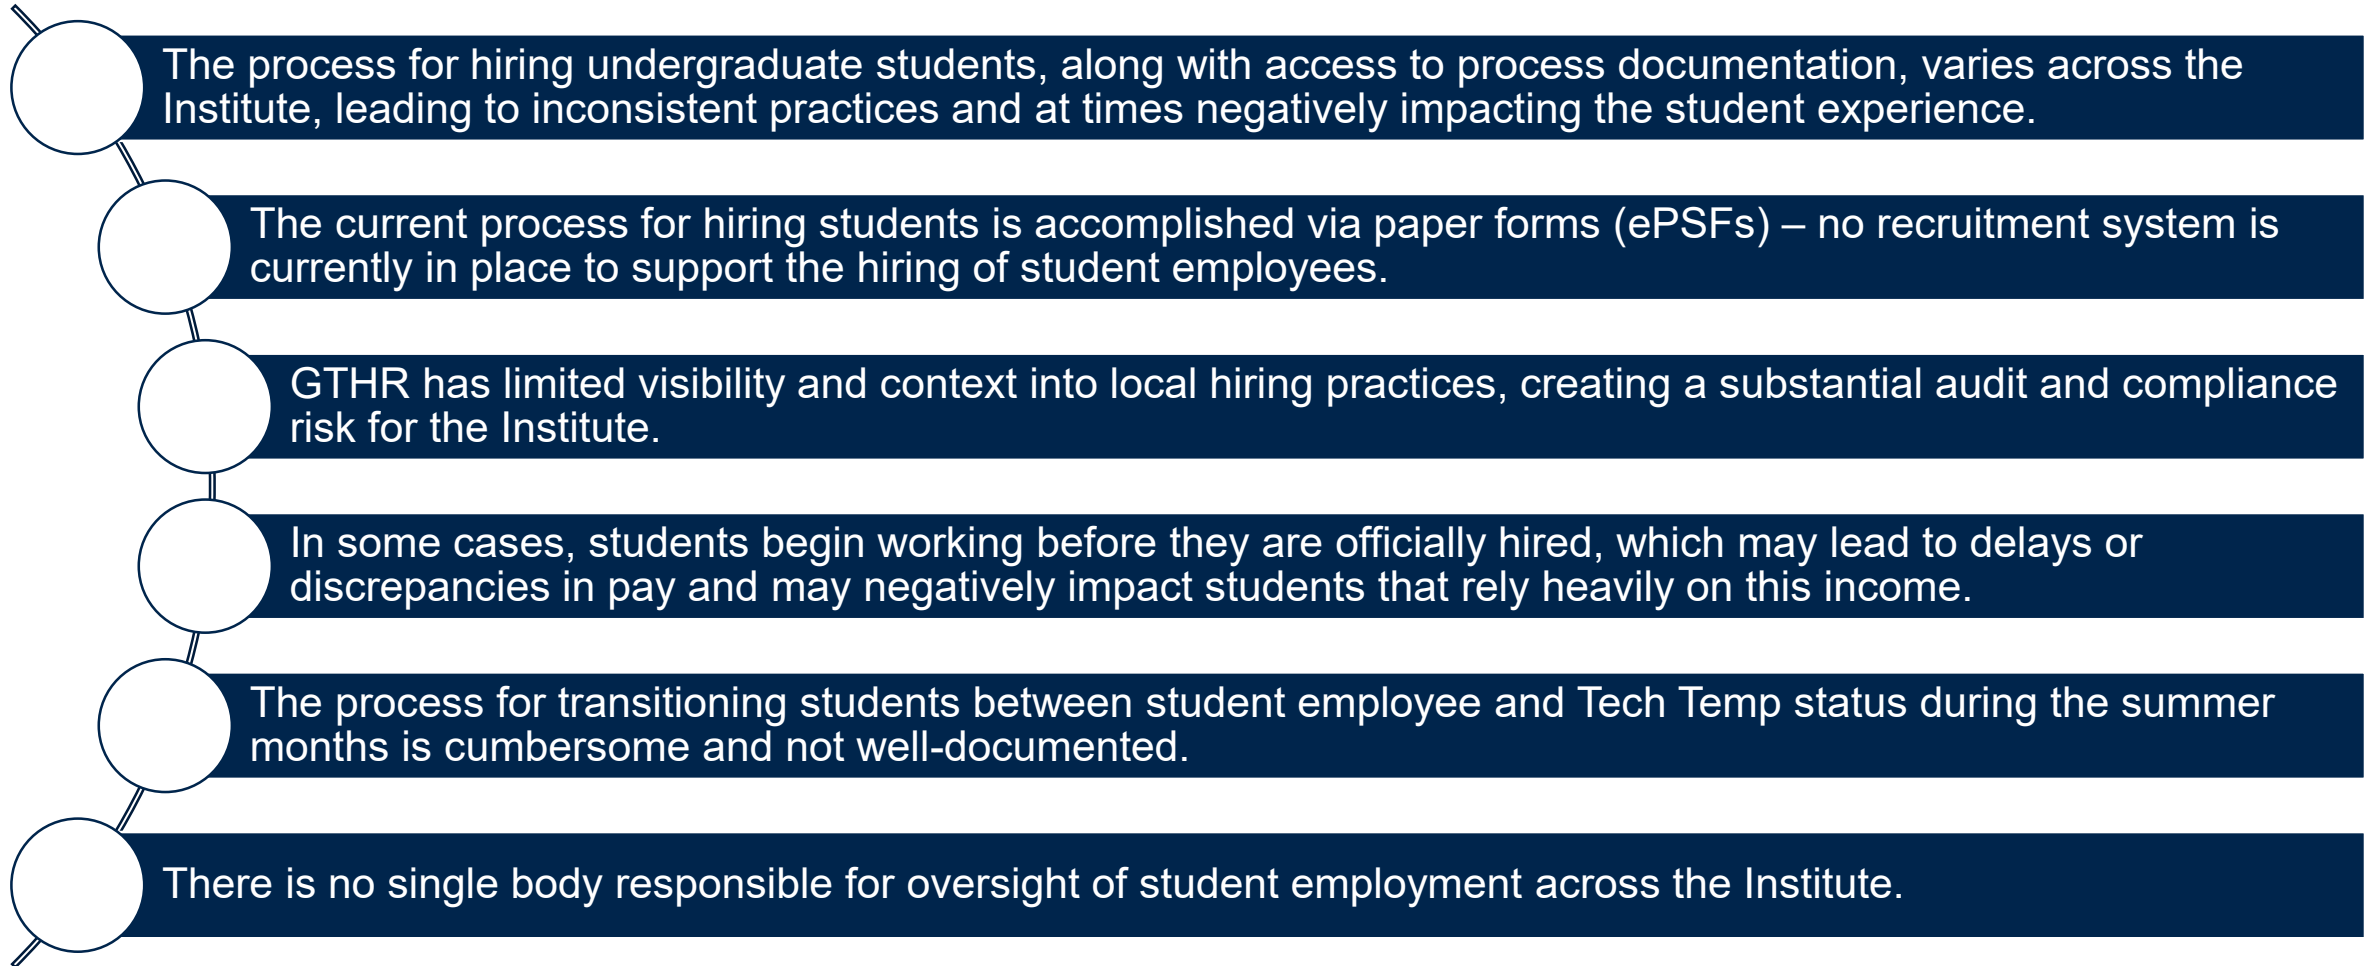 The process for hiring undergraduate students, along with access to process documentation, varies across the
Institute, leading to inconsistent practices and at times negatively impacting the student experience.
The current process for hiring students is accomplished via paper forms (ePSFs) – no recruitment system is
currently in place to support the hiring of student employees.
GTHR has limited visibility and context into local hiring practices, creating a substantial audit and compliance
risk for the Institute.
In some cases, students begin working before they are officially hired, which may lead to delays or
discrepancies in pay and may negatively impact students that rely heavily on this income.
The process for transitioning students between student employee and Tech Temp status during the summer
months is cumbersome and not well-documented.
There is no single body responsible for oversight of student employment across the Institute.